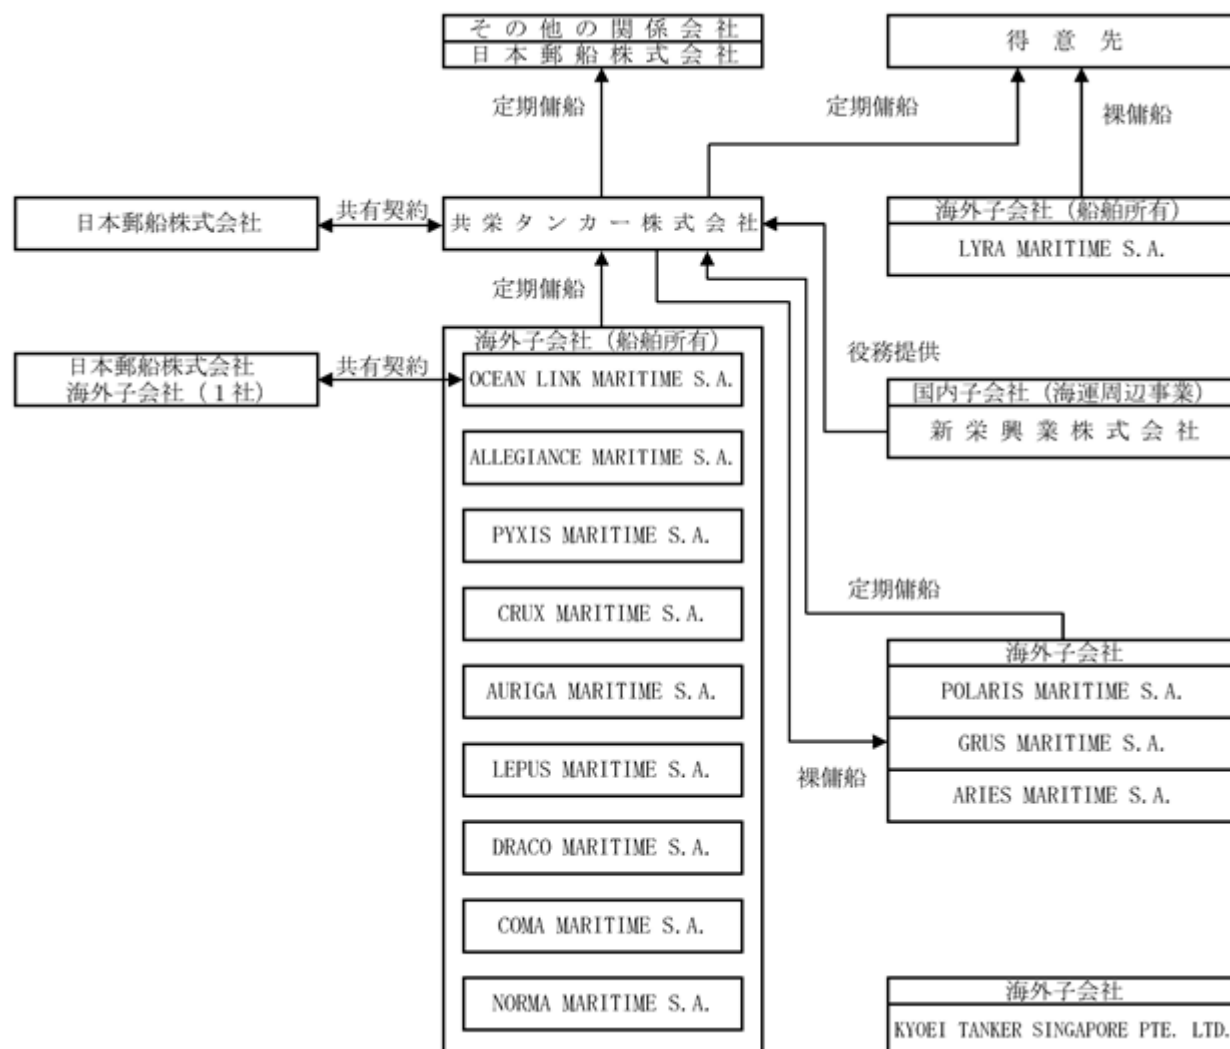 その他の関係会社
日本郵船株式会社
得意先
定期傭船
定期傭船
裸傭船
日本郵船株式会社
共有契約
共栄タンカー株式会社
海外子会社(船舶所有)
LYRA MARITIME S.A.
定期傭船
海外子会社(船舶所有)
日本郵船株式会社
海外子会社(1社)
共有契約
OCEAN LINK MARITIME S.A.
役務提供
国内子会社(海運周辺事業)
新栄興業株式会社
ALLEGIANCE MARITIME S.A.
PYXIS MARITIME S.A.
CRUX MARITIME S.A.
AURIGA MARITIME S.A.
LEPUS MARITIME S.A.
DRACO MARITIME S.A.
COMA MARITIME S.A.
NORMA MARITIME S.A.
定期傭船
海外子会社
POLARIS MARITIME S.A.
GRUS MARITIME S.A.
ARIES MARITIME S.A.
裸傭船
海外子会社
KYOEI TANKER SINGAPORE PTE. LTD.